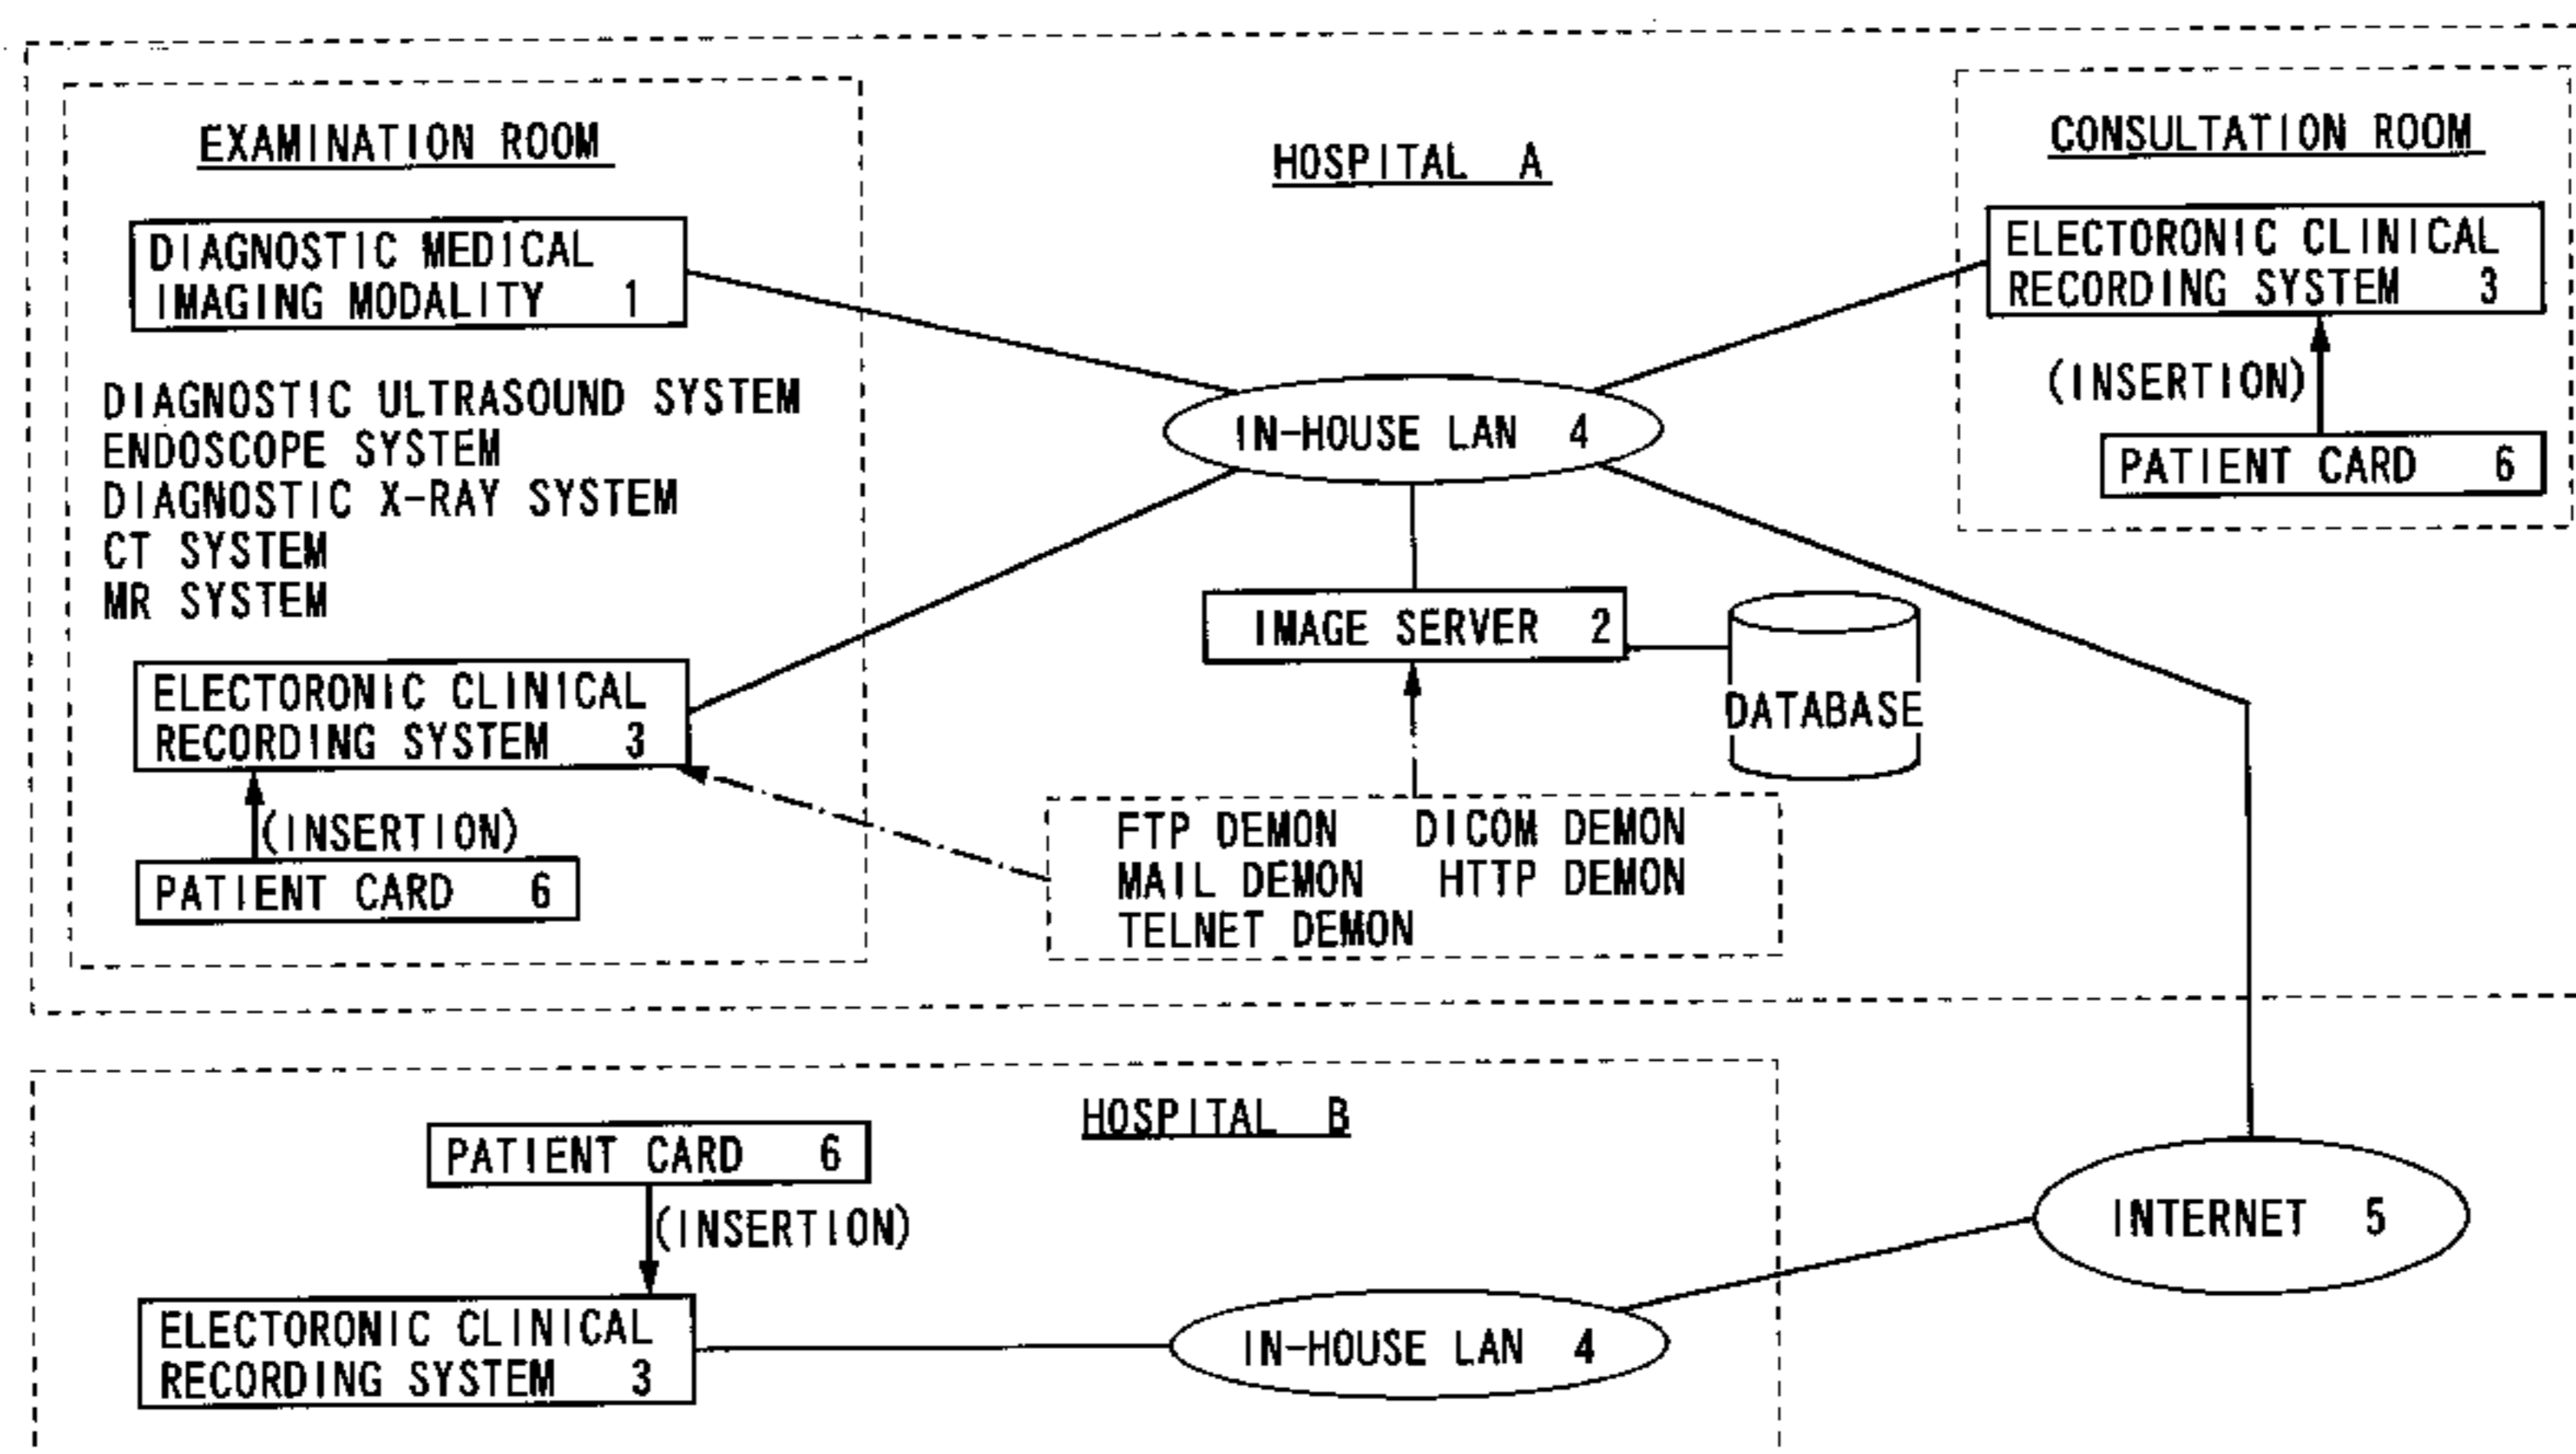 EXAMINATION ROOM
DIAGNOSTIC MEDICAL
IMAGING MODALITY 1
DIAGNOSTIC ULTRASOUND SYSTEM
ENDOSCOPE SYSTEM
DIAGNOSTIC X-RAY SYSTEM
CT SYSTEM
MR SYSTEM
ELECTORONIC CLINICAL
RECORDING SYSTEM 3
(INSERTION)
PATIENT CARD 6
HOSPITAL A
IN-HOUSE LAN 4
IMAGE SERVER 2
DATABASE
FTP DEMON DICOM DEMON
MAIL DEMON HTTP DEMON
TELNET DEMON
CONSULTATION ROOM
ELECTORONIC CLINICAL
RECORDING SYSTEM 3
(INSERTION)
PATIENT CARD 6
HOSPITAL B
PATIENT CARD 6
(INSERTION)
ELECTORONIC CLINICAL
RECORDING SYSTEM 3
IN-HOUSE LAN 4
INTERNET 5